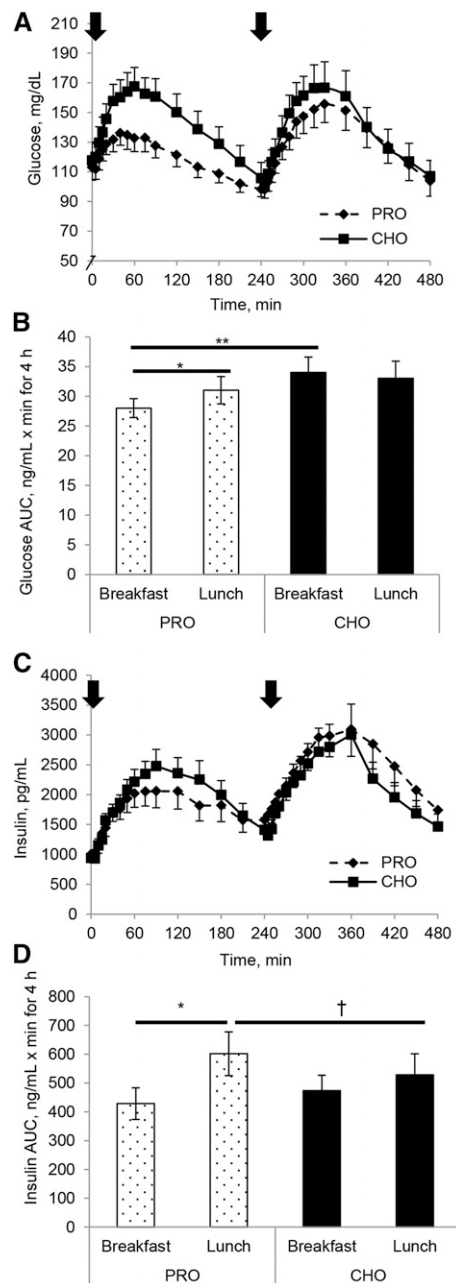 A
Glucose, mg/dL
190
170
150
130
110
90
70
50
0 60 120 180 240 300 360 420 480
Time, min
PRO
CHO
B
Glucose AUC, ng/mL x min for 4 h
40
35
30
25
20
15
10
5
0
**
*
Breakfast Lunch Breakfast Lunch
PRO CHO
C
Insulin, pg/mL
4000
3500
3000
2500
2000
1500
1000
500
0
0 60 120 180 240 300 360 420 480
Time, min
PRO
CHO
D
Insulin AUC, ng/mL x min for 4 h
800
700
600
500
400
300
200
100
0
* †
Breakfast Lunch Breakfast Lunch
PRO CHO